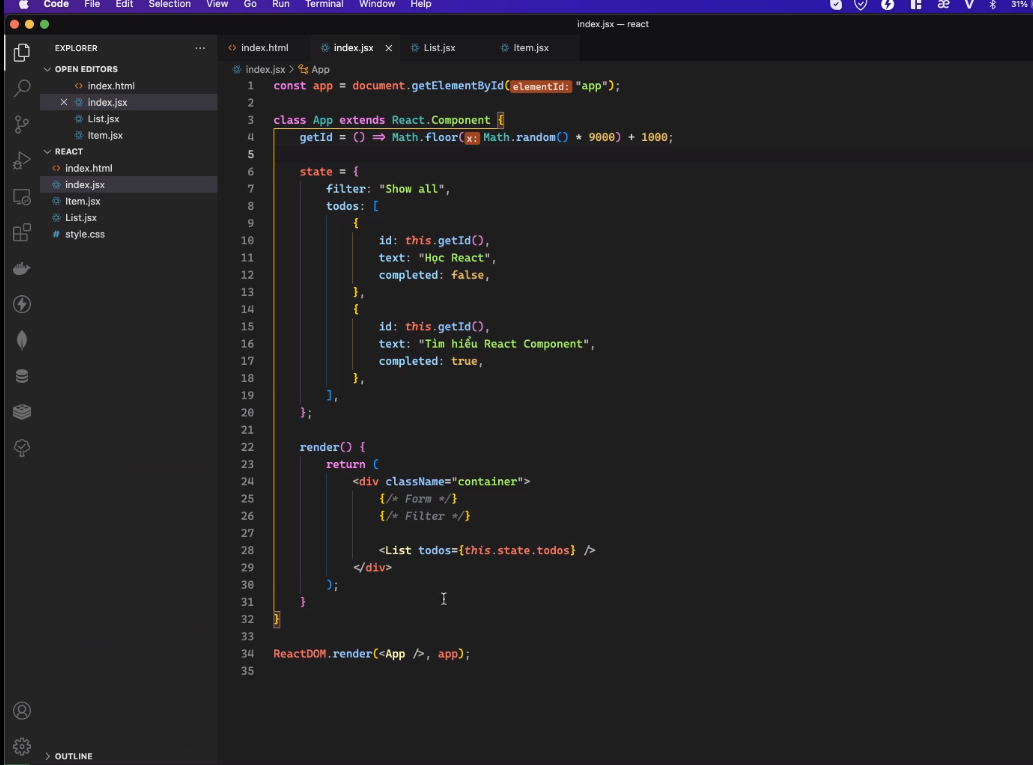 Code File Edit Selection View Go Run Terminal Window Help 31%
index.jsx — react
EXPLORER
index.html index.jsx List.jsx Item.jsx
OPEN EDITORS
index.html
index.jsx
List.jsx
Item.jsx
REACT
index.html
index.jsx
Item.jsx
List.jsx
# style.css
OUTLINE
index.jsx > App
1 const app = document.getElementById(elementId: "app");
2
3 class App extends React.Component {
4 getId = () => Math.floor(x: Math.random() * 9000) + 1000;
5
6 state = {
7 filter: "Show all",
8 todos: [
9 {
10 id: this.getId(),
11 text: "Học React",
12 completed: false,
13 },
14 {
15 id: this.getId(),
16 text: "Tìm hiểu React Component",
17 completed: true,
18 },
19 ],
20 };
21
22 render() {
23 return (
24 <div className="container">
25 {/* Form */}
26 {/* Filter */}
27
28 <List todos={this.state.todos} />
29 </div>
30 );
31 }
32 }
33
34 ReactDOM.render(<App />, app);
35